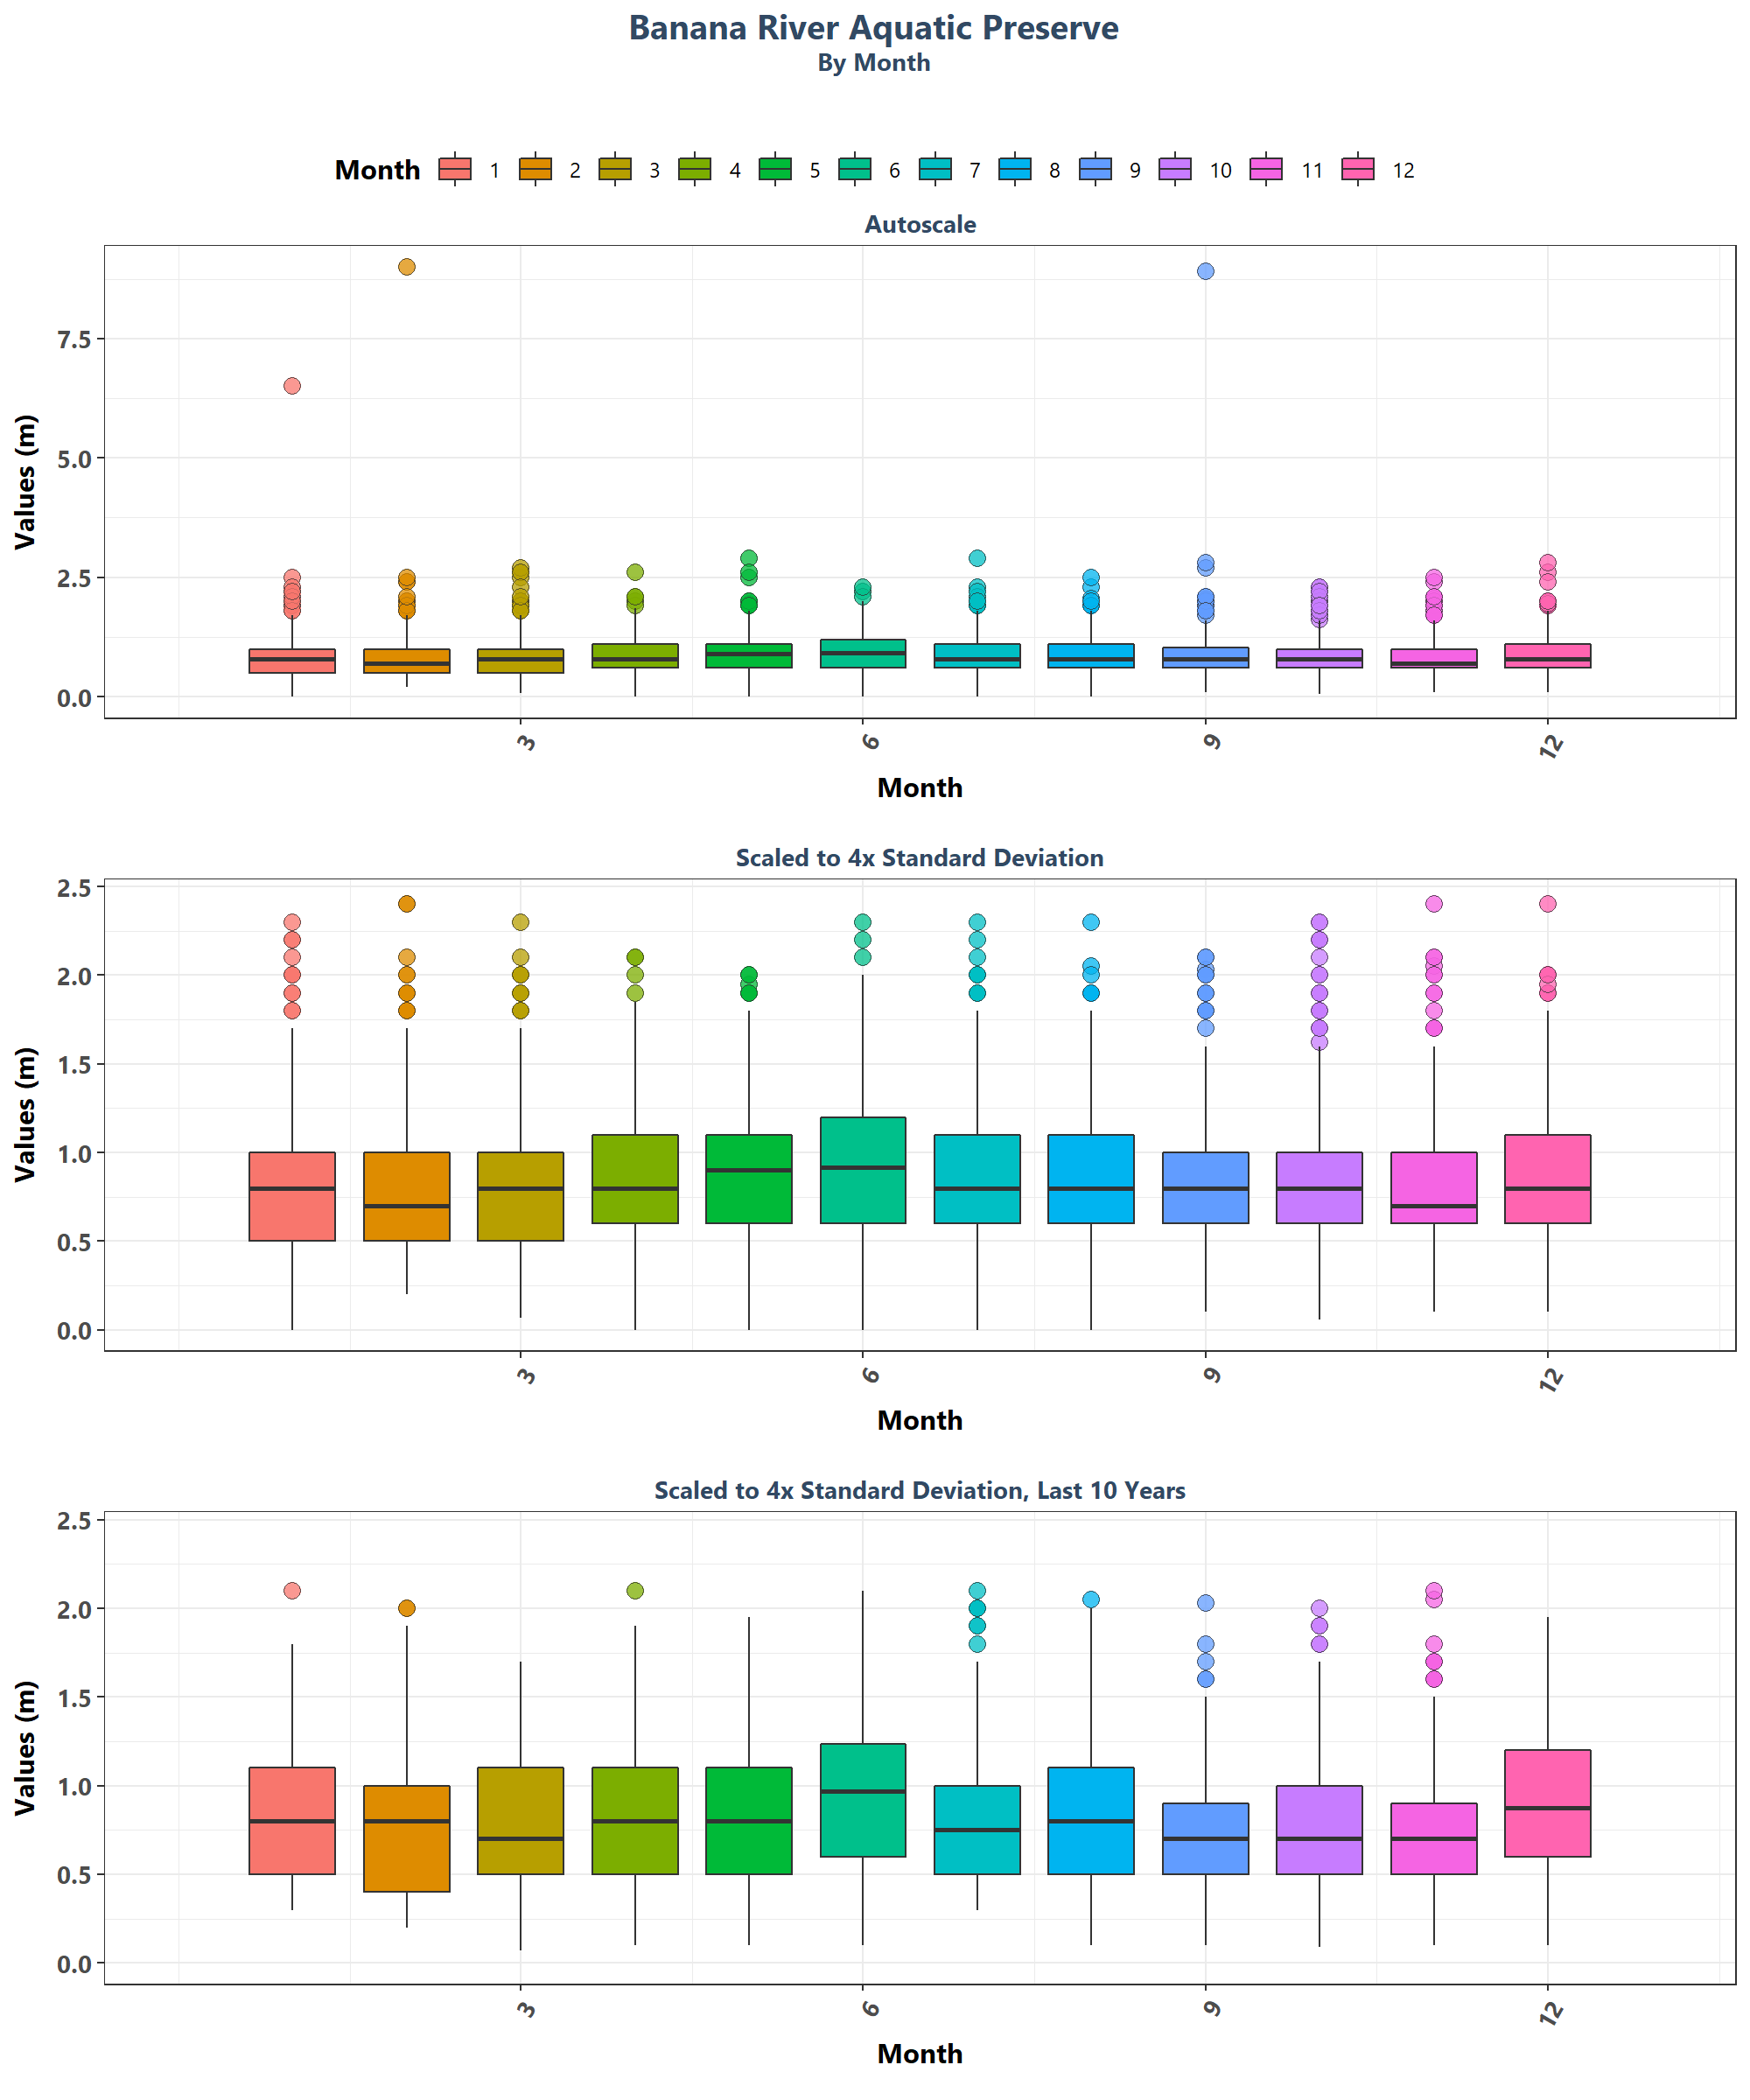 Banana River Aquatic Preserve
By Month
Month 1 2 3 4 5 6 7 8 9 10 11 12
Autoscale
Values (m)
7.5
5.0
2.5
0.0
3 6 9 12
Month
Scaled to 4x Standard Deviation
Values (m)
2.5
2.0
1.5
1.0
0.5
0.0
3 6 9 12
Month
Scaled to 4x Standard Deviation, Last 10 Years
Values (m)
2.5
2.0
1.5
1.0
0.5
0.0
3 6 9 12
Month